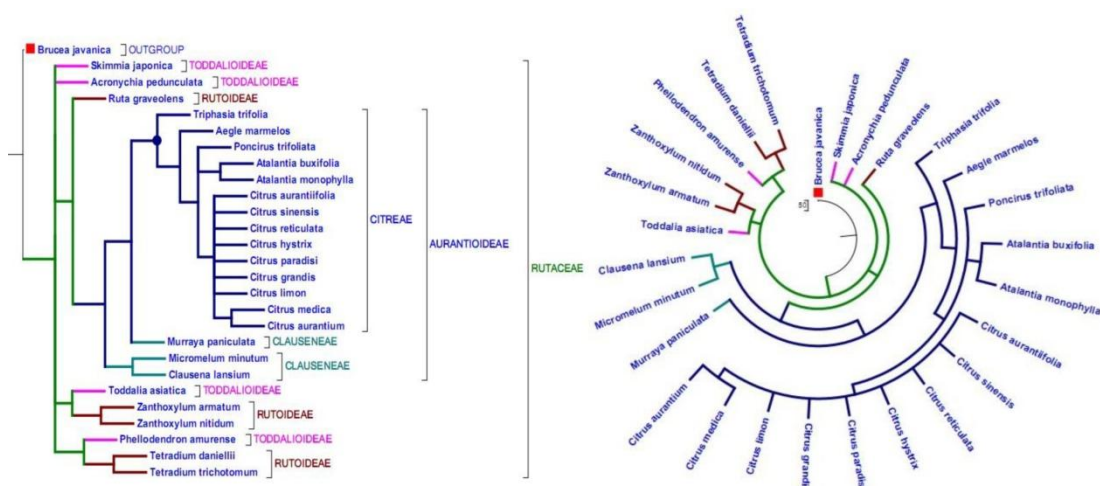 Brucea javanica ] OUTGROUP
Skimmia japonica ] TODDALIOIDEAE
Acronychia pedunculata ] TODDALIOIDEAE
Ruta graveolens ] RUTOIDEAE
Triphasia trifolia
Aegle marmelos
Poncirus trifoliata
Atalantia buxifolia
Atalantia monophylla
Citrus aurantiifolia
Citrus sinensis
Citrus reticulata
Citrus hystrix
Citrus paradisi
Citrus grandis
Citrus limon
Citrus medica
Citrus aurantium
CITREAE
Murraya paniculata ] CLAUSENEAE
Micromelum minutum
Clausena lansium
CLAUSENEAE
AURANTIOIDEAE
Toddalia asiatica ] TODDALIOIDEAE
Zanthoxylum armatum
Zanthoxylum nitidum
RUTOIDEAE
Phellodendron amurense ] TODDALIOIDEAE
Tetradium daniellii
Tetradium trichotomum
RUTOIDEAE
RUTACEAE
Brucea javanica
Skimmia japonica
Acronychia pedunculata
Ruta graveolens
Triphasia trifolia
Aegle marmelos
Poncirus trifoliata
Atalantia buxifolia
Atalantia monophylla
Citrus aurantiifolia
Citrus sinensis
Citrus reticulata
Citrus hystrix
Citrus paradis
Citrus grand
Citrus limon
Citrus medica
Citrus aurantium
Murraya paniculata
Micromelum minutum
Clausena lansium
Toddalia asiatica
Zanthoxylum armatum
Zanthoxylum nitidum
Phellodendron amurense
Tetradium daniellii
Tetradium trichotomum
50